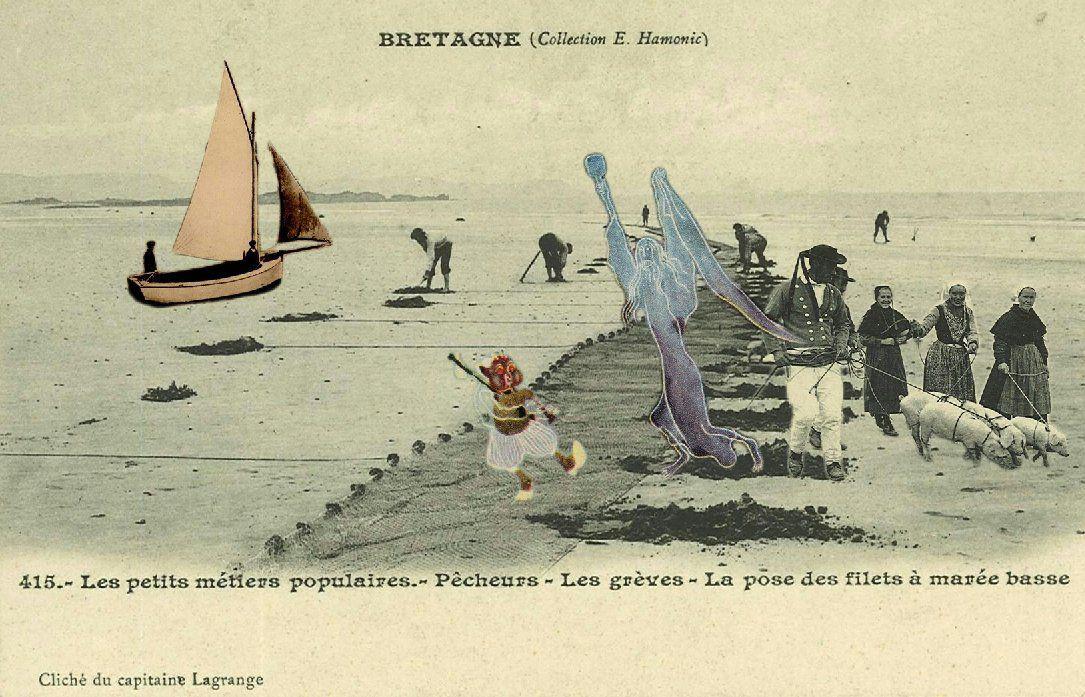 BRETAGNE (Collection E. Hamonic)
415.- Les petits métiers populaires.- Pêcheurs - Les grèves - La pose des filets à marée basse
Cliché du capitaine Lagrange